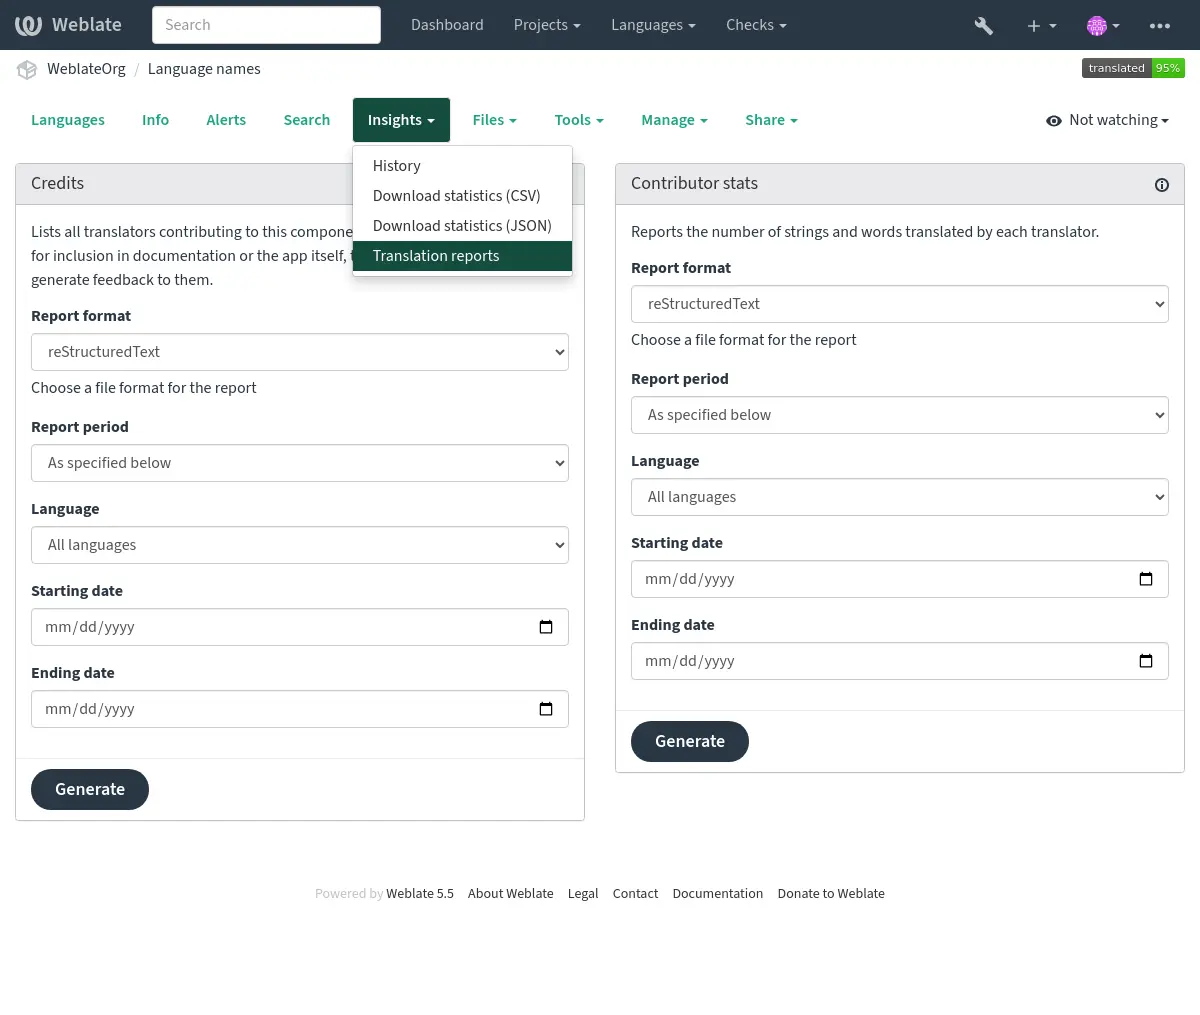 Weblate
Search
Dashboard
Projects
Languages
Checks
WeblateOrg / Language names
translated 95%
Languages
Info
Alerts
Search
Insights
Files
Tools
Manage
Share
Not watching
History
Download statistics (CSV)
Download statistics (JSON)
Translation reports
Credits
Lists all translators contributing to this
for inclusion in documentation or the app itself,
generate feedback to them.
Report format
reStructuredText
Choose a file format for the report
Report period
As specified below
Language
All languages
Starting date
mm/dd/yyyy
Ending date
mm/dd/yyyy
Generate
Contributor stats
Reports the number of strings and words translated by each translator.
Report format
reStructuredText
Choose a file format for the report
Report period
As specified below
Language
All languages
Starting date
mm/dd/yyyy
Ending date
mm/dd/yyyy
Generate
Powered by Weblate 5.5 About Weblate Legal Contact Documentation Donate to Weblate